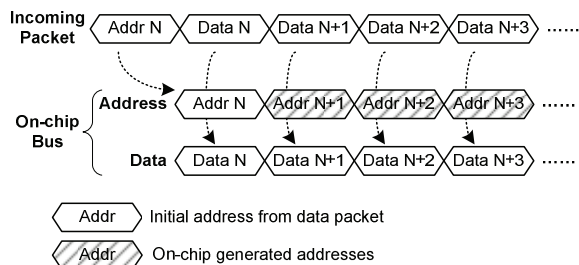 Incoming Packet
Addr N Data N Data N+1 Data N+2 Data N+3 ......
On-chip Bus
Address Addr N Addr N+1 Addr N+2 Addr N+3 ......
Data Data N Data N+1 Data N+2 Data N+3 ......
Addr Initial address from data packet
Addr On-chip generated addresses